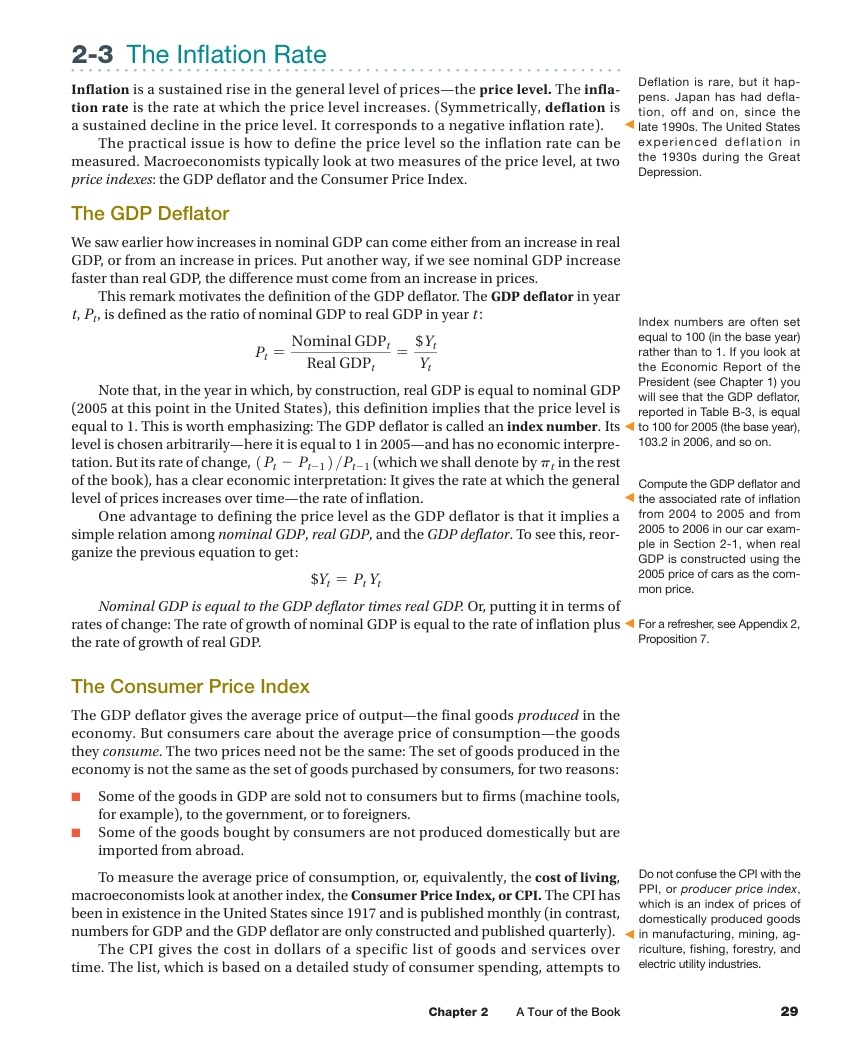 2-3 The Inflation Rate
Inflation is a sustained rise in the general level of prices—the price level. The infla-
tion rate is the rate at which the price level increases. (Symmetrically, deflation is
a sustained decline in the price level. It corresponds to a negative inflation rate).
The practical issue is how to define the price level so the inflation rate can be
measured. Macroeconomists typically look at two measures of the price level, at two
price indexes: the GDP deflator and the Consumer Price Index.
Deflation is rare, but it hap-
pens. Japan has had defla-
tion, off and on, since the
◀ late 1990s. The United States
experienced deflation in
the 1930s during the Great
Depression.
The GDP Deflator
We saw earlier how increases in nominal GDP can come either from an increase in real
GDP, or from an increase in prices. Put another way, if we see nominal GDP increase
faster than real GDP, the difference must come from an increase in prices.
This remark motivates the definition of the GDP deflator. The GDP deflator in year
t, Pt, is defined as the ratio of nominal GDP to real GDP in year t:
Pt = Nominal GDPt / Real GDPt = $Yt / Yt
Note that, in the year in which, by construction, real GDP is equal to nominal GDP
(2005 at this point in the United States), this definition implies that the price level is
equal to 1. This is worth emphasizing: The GDP deflator is called an index number. Its
level is chosen arbitrarily—here it is equal to 1 in 2005—and has no economic interpre-
tation. But its rate of change, (Pt − Pt−1)/Pt−1 (which we shall denote by πt in the rest
of the book), has a clear economic interpretation: It gives the rate at which the general
level of prices increases over time—the rate of inflation.
One advantage to defining the price level as the GDP deflator is that it implies a
simple relation among nominal GDP, real GDP, and the GDP deflator. To see this, reor-
ganize the previous equation to get:
$Yt = Pt Yt
Nominal GDP is equal to the GDP deflator times real GDP. Or, putting it in terms of
rates of change: The rate of growth of nominal GDP is equal to the rate of inflation plus
the rate of growth of real GDP.
Index numbers are often set
equal to 100 (in the base year)
rather than to 1. If you look at
the Economic Report of the
President (see Chapter 1) you
will see that the GDP deflator,
reported in Table B-3, is equal
◀ to 100 for 2005 (the base year),
103.2 in 2006, and so on.
Compute the GDP deflator and
◀ the associated rate of inflation
from 2004 to 2005 and from
2005 to 2006 in our car exam-
ple in Section 2-1, when real
GDP is constructed using the
2005 price of cars as the com-
mon price.
◀ For a refresher, see Appendix 2,
Proposition 7.
The Consumer Price Index
The GDP deflator gives the average price of output—the final goods produced in the
economy. But consumers care about the average price of consumption—the goods
they consume. The two prices need not be the same: The set of goods produced in the
economy is not the same as the set of goods purchased by consumers, for two reasons:
■ Some of the goods in GDP are sold not to consumers but to firms (machine tools,
for example), to the government, or to foreigners.
■ Some of the goods bought by consumers are not produced domestically but are
imported from abroad.
To measure the average price of consumption, or, equivalently, the cost of living,
macroeconomists look at another index, the Consumer Price Index, or CPI. The CPI has
been in existence in the United States since 1917 and is published monthly (in contrast,
numbers for GDP and the GDP deflator are only constructed and published quarterly).
The CPI gives the cost in dollars of a specific list of goods and services over
time. The list, which is based on a detailed study of consumer spending, attempts to
Do not confuse the CPI with the
PPI, or producer price index,
which is an index of prices of
domestically produced goods
◀ in manufacturing, mining, ag-
riculture, fishing, forestry, and
electric utility industries.
Chapter 2 A Tour of the Book 29